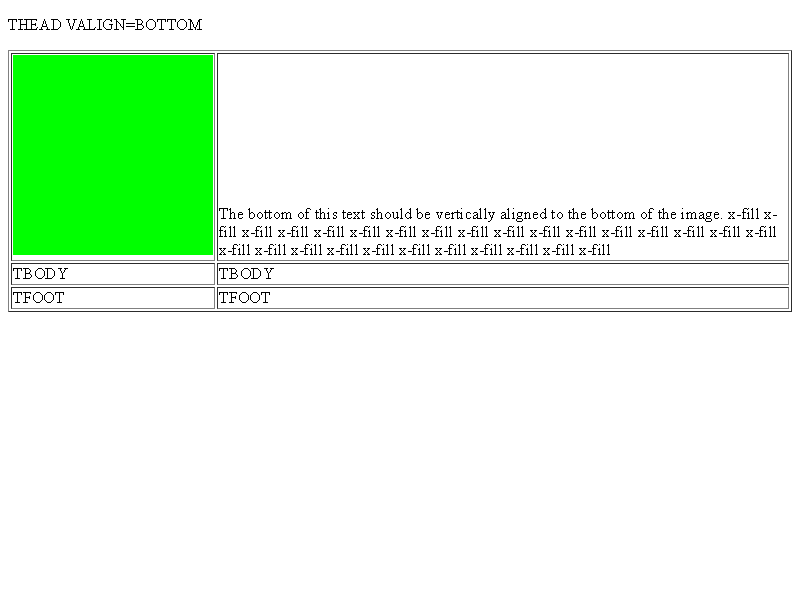 THEAD VALIGN=BOTTOM
The bottom of this text should be vertically aligned to the bottom of the image. x-fill x-
fill x-fill x-fill x-fill x-fill x-fill x-fill x-fill x-fill x-fill x-fill x-fill x-fill x-fill x-fill
x-fill x-fill x-fill x-fill x-fill x-fill x-fill x-fill x-fill x-fill x-fill
TBODY TBODY
TFOOT TFOOT